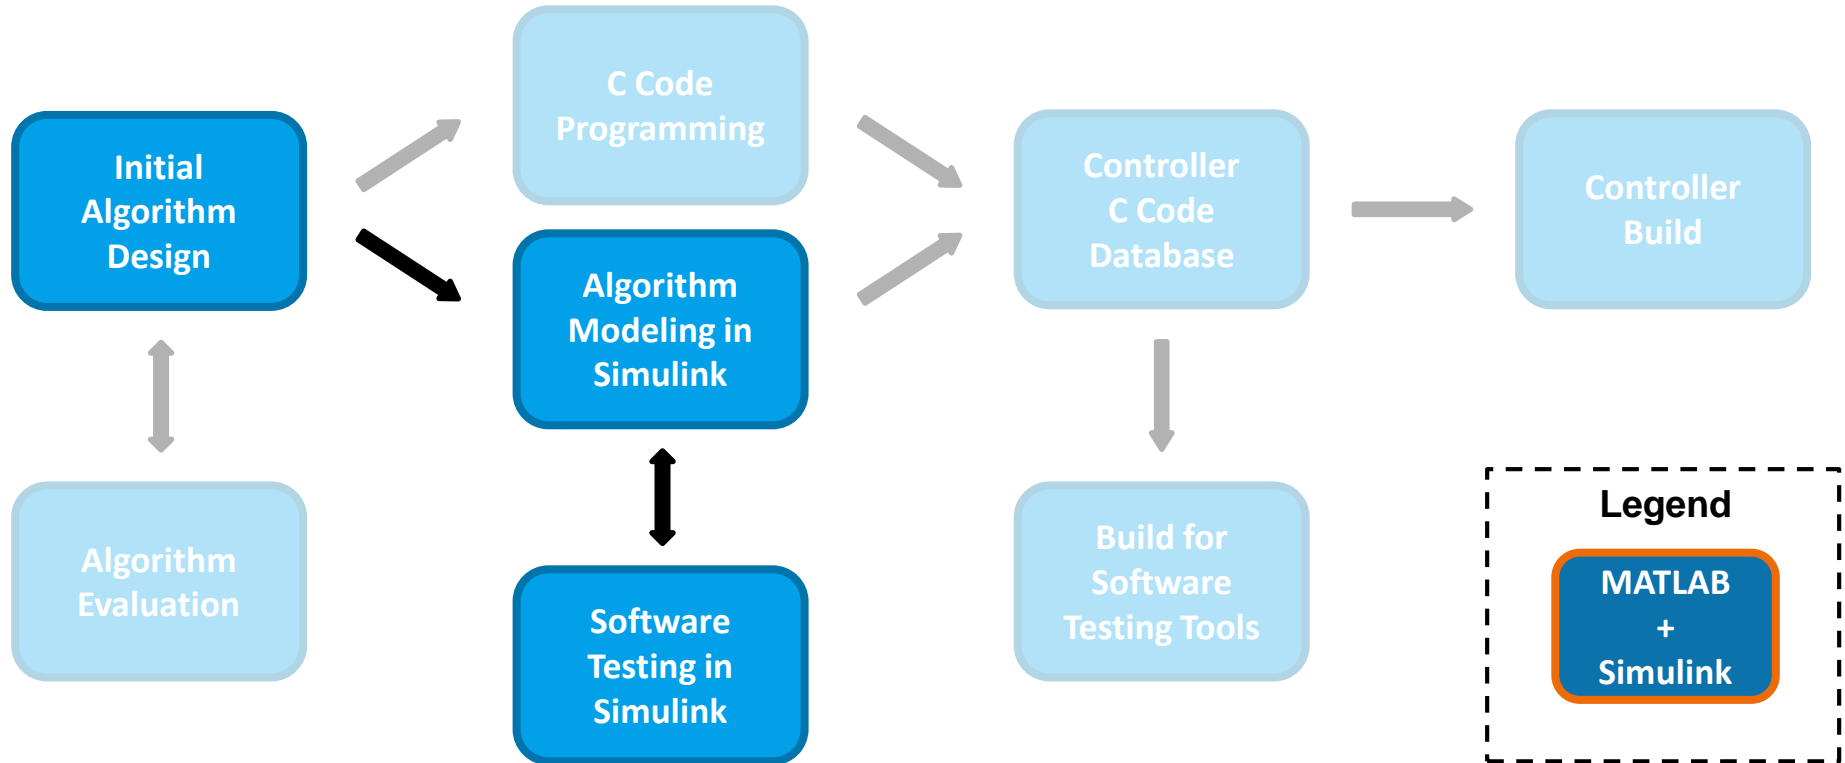 C Code
Programming
Initial
Algorithm
Design
Controller
C Code
Database
Controller
Build
Algorithm
Modeling in
Simulink
Algorithm
Evaluation
Software
Testing in
Simulink
Build for
Software
Testing Tools
Legend
MATLAB
+
Simulink